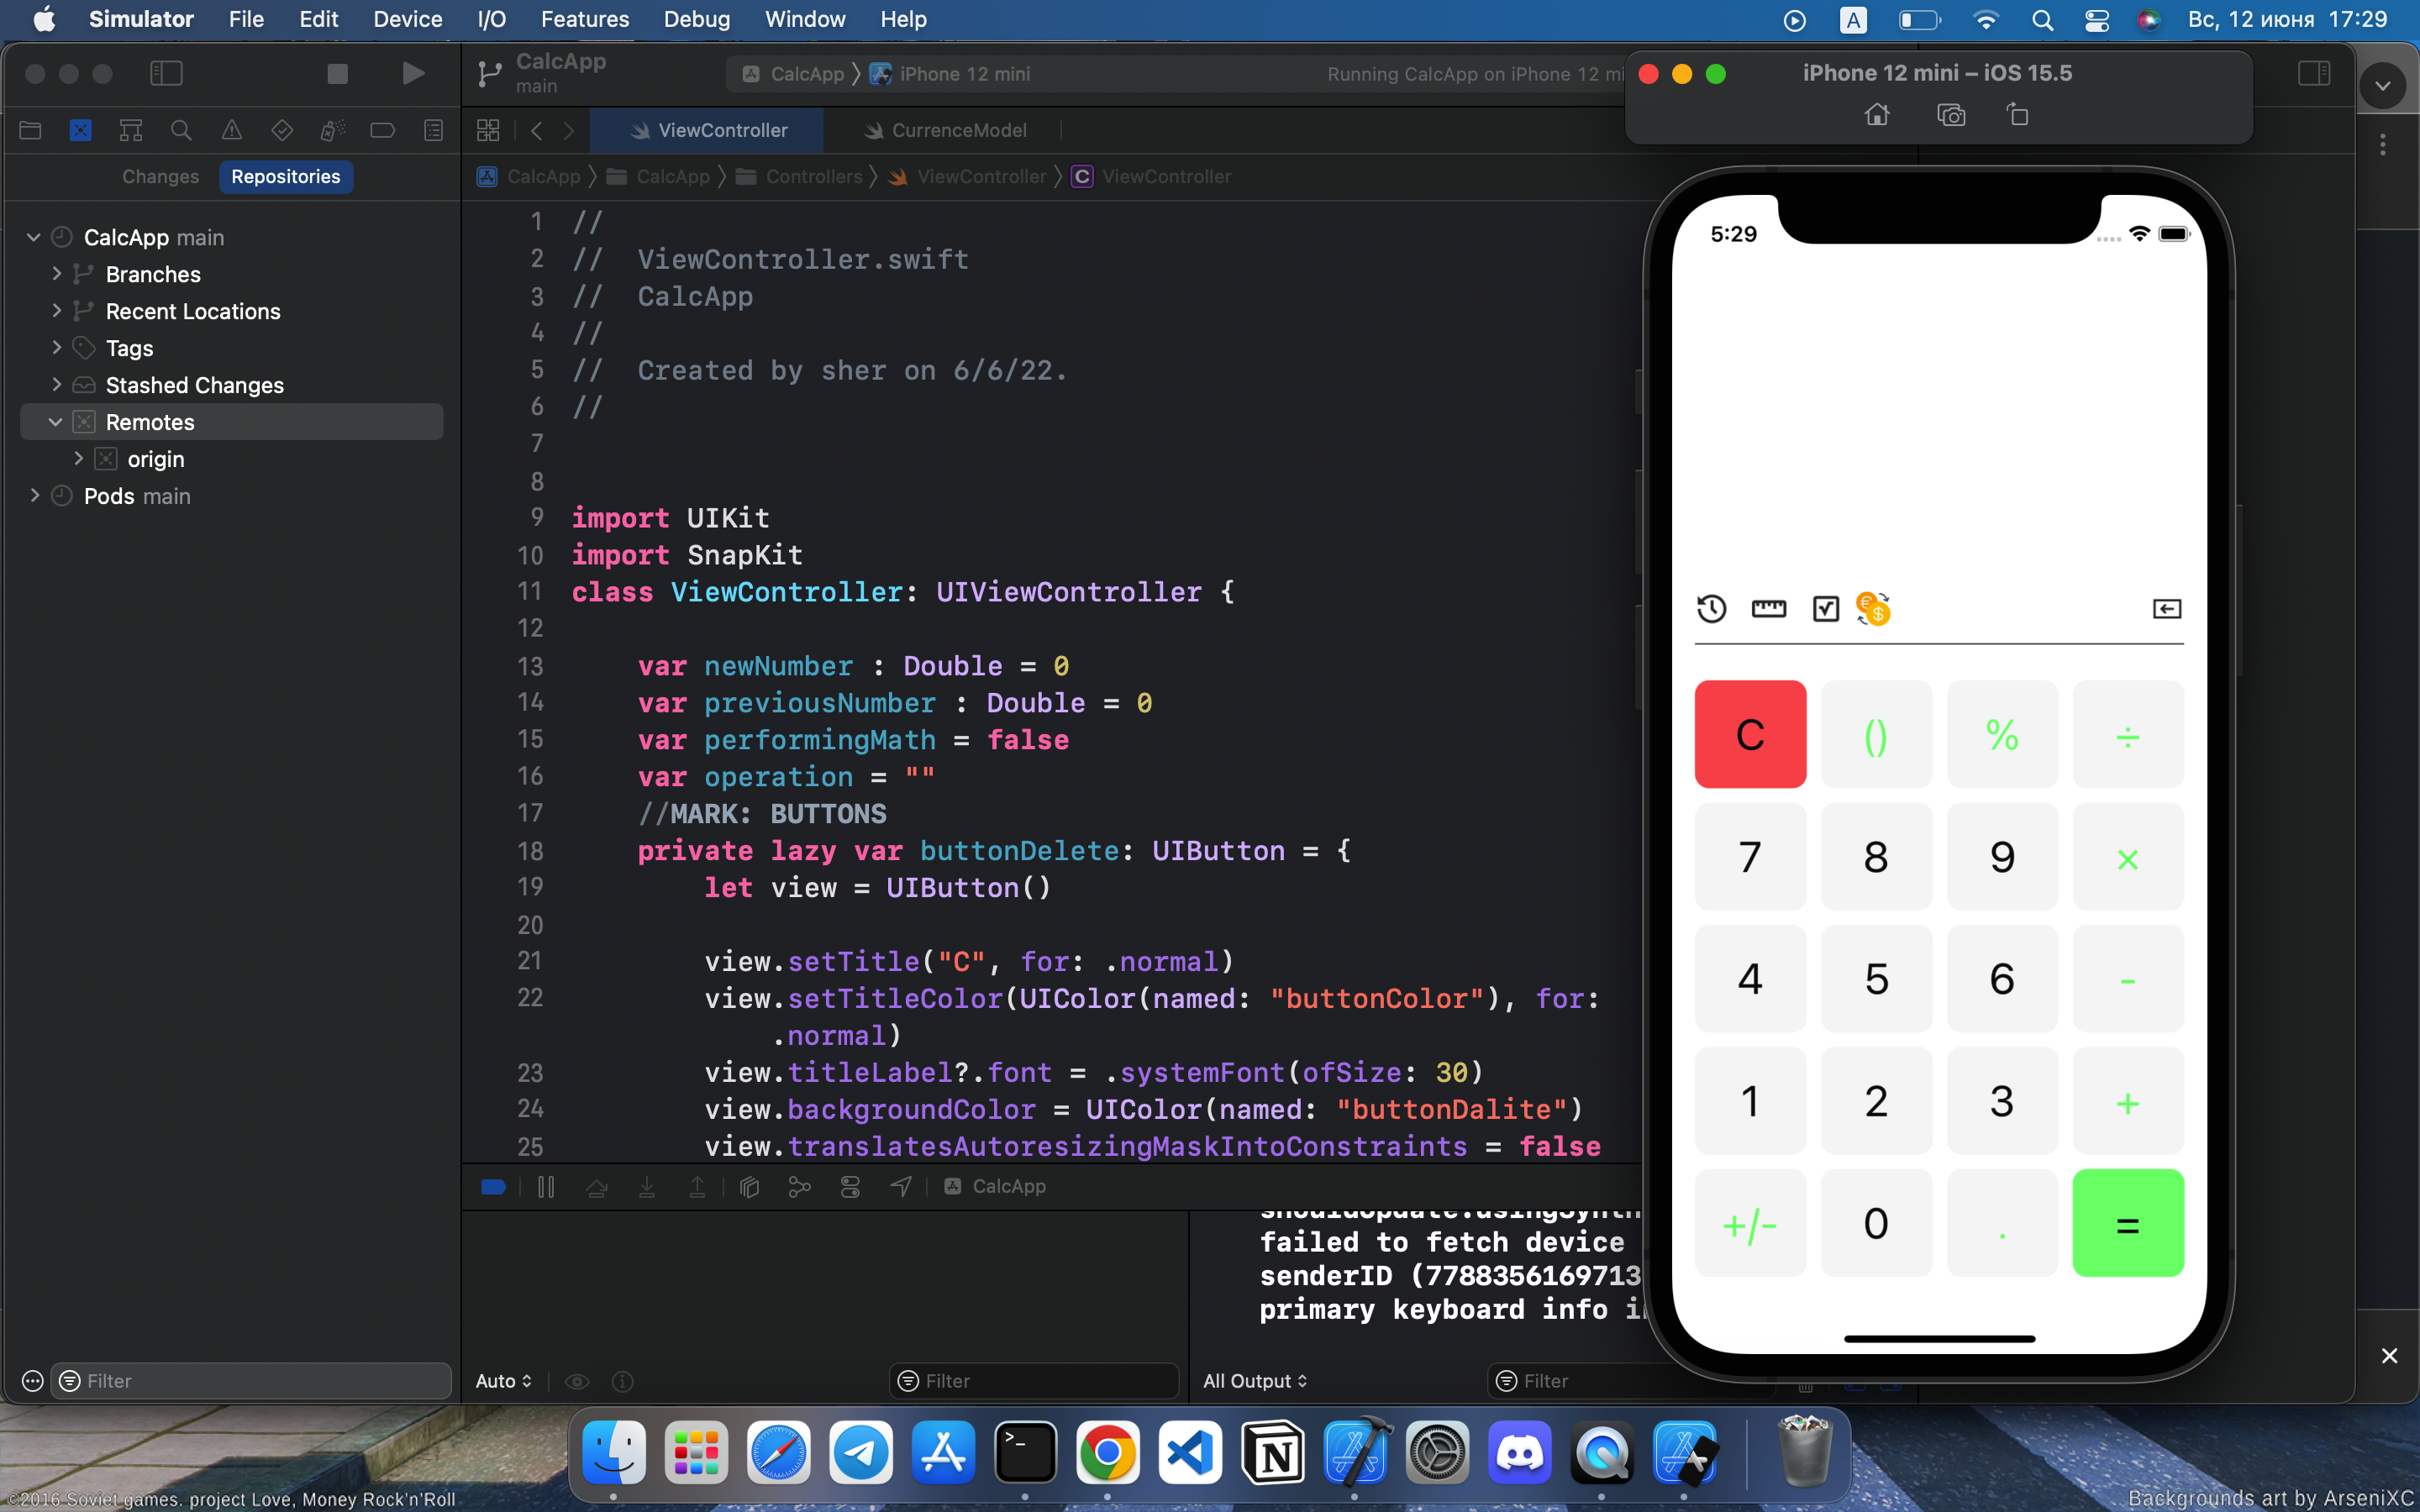 Simulator File Edit Device I/O Features Debug Window Help
A Вс, 12 июня 17:29
CalcApp
main
CalcApp iPhone 12 mini
Running CalcApp on iPhone 12 mi
iPhone 12 mini – iOS 15.5
ViewController
CurrenceModel
Changes Repositories
CalcApp CalcApp Controllers ViewController C ViewController
CalcApp main
Branches
Recent Locations
Tags
Stashed Changes
Remotes
origin
Pods main
1 //
2 // ViewController.swift
3 // CalcApp
4 //
5 // Created by sher on 6/6/22.
6 //
7
8
9 import UIKit
10 import SnapKit
11 class ViewController: UIViewController {
12
13 var newNumber : Double = 0
14 var previousNumber : Double = 0
15 var performingMath = false
16 var operation = ""
17 //MARK: BUTTONS
18 private lazy var buttonDelete: UIButton = {
19 let view = UIButton()
20
21 view.setTitle("C", for: .normal)
22 view.setTitleColor(UIColor(named: "buttonColor"), for:
.normal)
23 view.titleLabel?.font = .systemFont(ofSize: 30)
24 view.backgroundColor = UIColor(named: "buttonDalite")
25 view.translatesAutoresizingMaskIntoConstraints = false
CalcApp
failed to fetch device
senderID (7788356169713
primary keyboard info
Filter
Auto
Filter
All Output
Filter
5:29
C () % ÷
7 8 9 ×
4 5 6 -
1 2 3 +
+/- 0 . =
©2016 Soviet games. project Love, Money Rock'n'Roll
Backgrounds art by ArseniXC